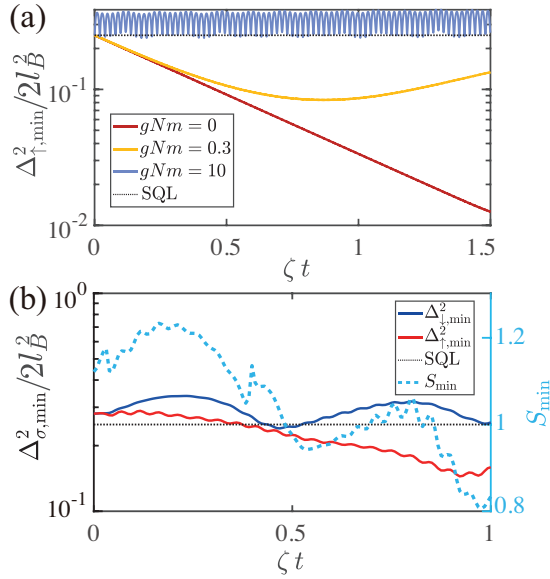 (a)
Δ²↑,min/2l²B
10⁻¹
10⁻²
gNm = 0
gNm = 0.3
gNm = 10
SQL
0 0.5 1 1.5
ζ t
(b)
Δ²σ,min/2l²B
10⁰
10⁻¹
Δ²↓,min
Δ²↑,min
SQL
Smin
1.2
1
0.8
Smin
0 0.5 1
ζ t